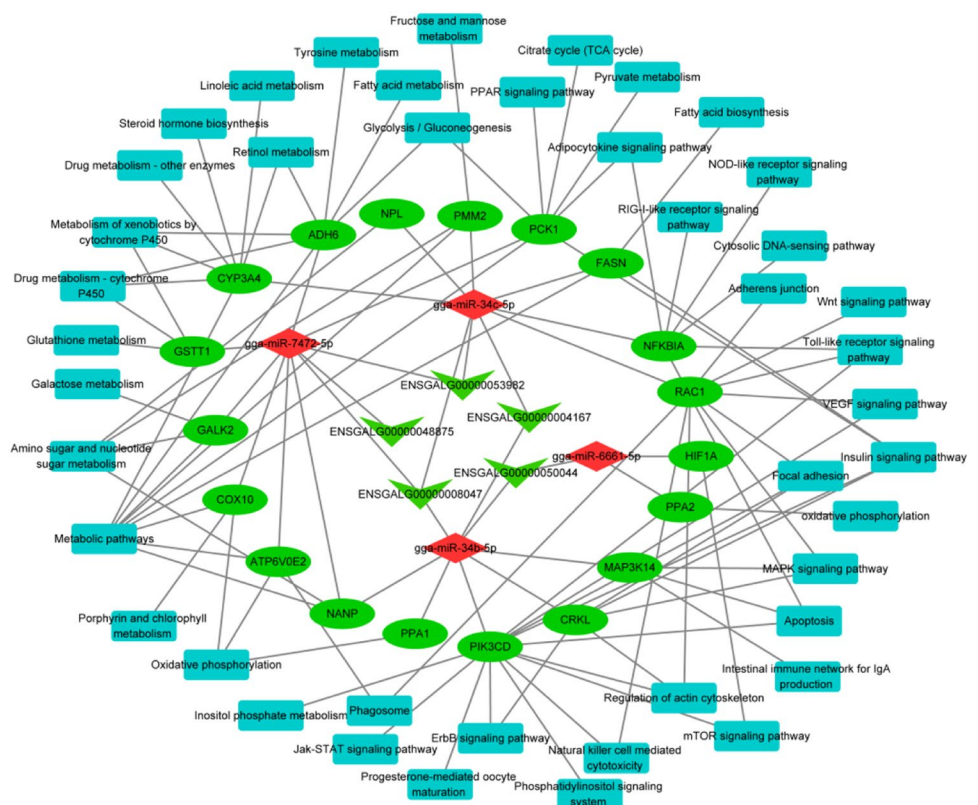 Fructose and mannose
metabolism
Tyrosine metabolism
Citrate cycle (TCA cycle)
Linoleic acid metabolism
Fatty acid metabolism
PPAR signaling pathway
Pyruvate metabolism
Steroid hormone biosynthesis
Glycolysis / Gluconeogenesis
Fatty acid biosynthesis
Drug metabolism - other enzymes
Retinol metabolism
Adipocytokine signaling pathway
NOD-like receptor signaling
pathway
Metabolism of xenobiotics by
cytochrome P450
ADH6
NPL
PMM2
PCK1
RIG-I-like receptor signaling
pathway
Cytosolic DNA-sensing pathway
Drug metabolism - cytochrome
P450
CYP3A4
FASN
Adherens junction
gga-miR-34c-5p
Wnt signaling pathway
Glutathione metabolism
GSTT1
gga-miR-7472-5p
NFKBIA
Toll-like receptor signaling
pathway
Galactose metabolism
ENSGALG00000053982
RAC1
VEGF signaling pathway
ENSGALG00000048875
ENSGALG00000004167
Amino sugar and nucleotide
sugar metabolism
GALK2
gga-miR-6661-5p
HIF1A
Insulin signaling pathway
ENSGALG00000050044
Focal adhesion
ENSGALG00000008047
COX10
PPA2
oxidative phosphorylation
Metabolic pathways
gga-miR-34b-5p
ATP6V0E2
MAP3K14
MAPK signaling pathway
Porphyrin and chlorophyll
metabolism
NANP
PPA1
CRKL
Apoptosis
PIK3CD
Oxidative phosphorylation
Intestinal immune network for IgA
production
Inositol phosphate metabolism
Phagosome
Regulation of actin cytoskeleton
Jak-STAT signaling pathway
ErbB signaling pathway
Natural killer cell mediated
cytotoxicity
mTOR signaling pathway
Progesterone-mediated oocyte
maturation
Phosphatidylinositol signaling
system